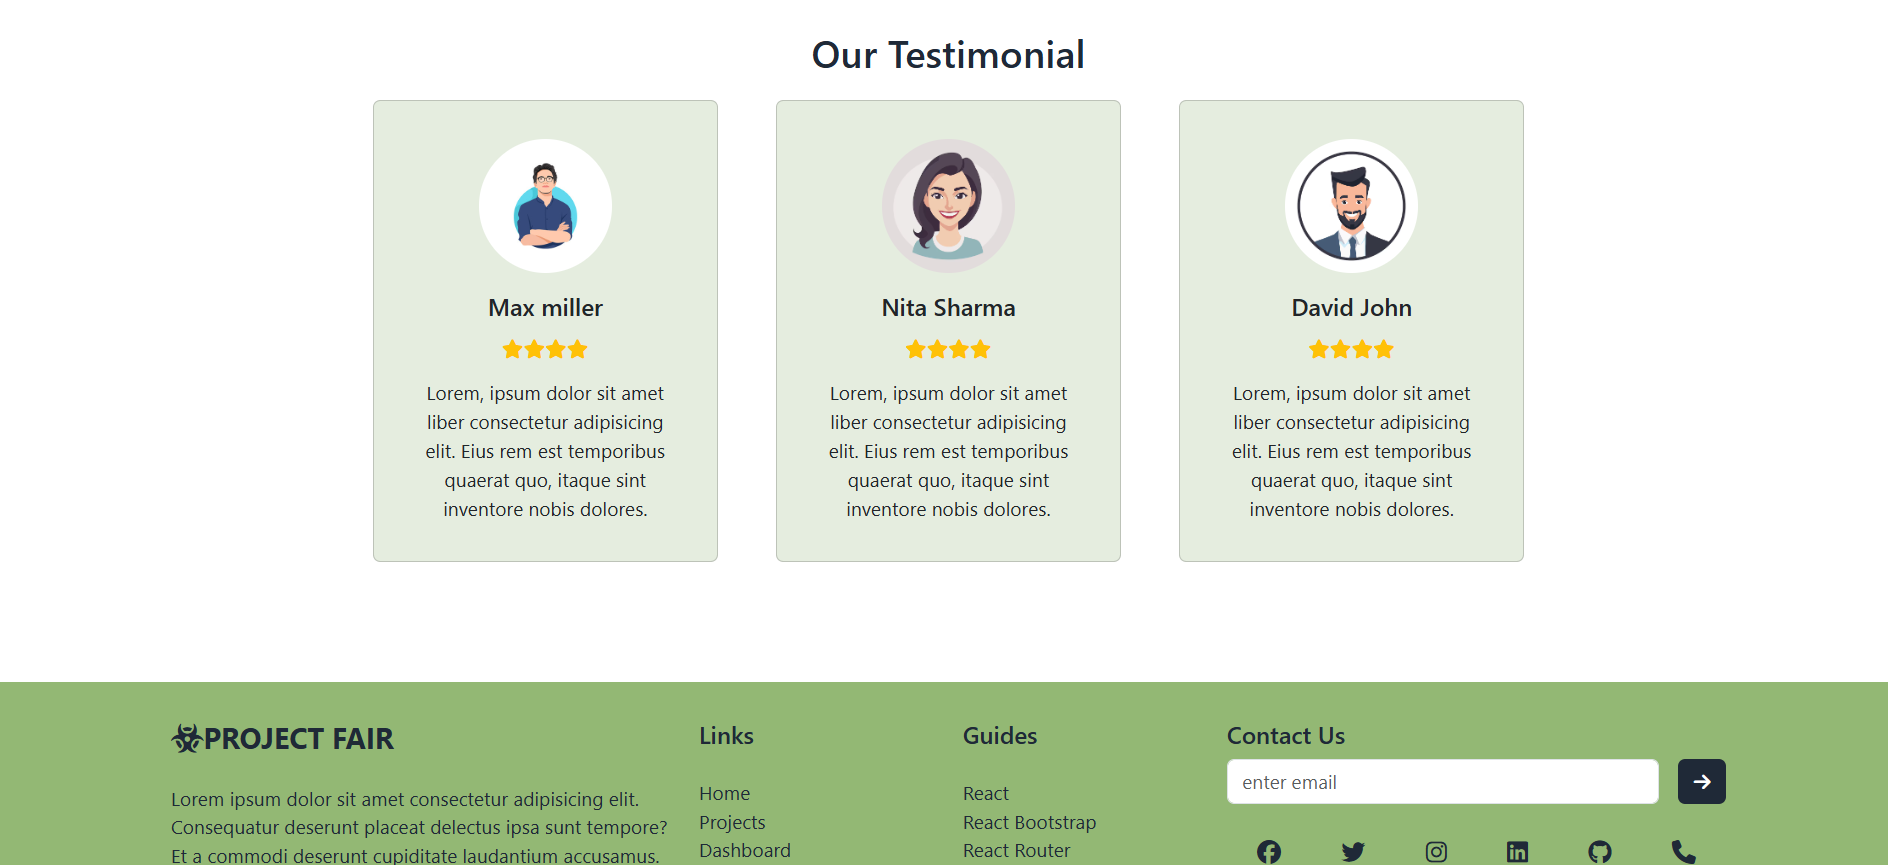 Our Testimonial
Max miller
Lorem, ipsum dolor sit amet
liber consectetur adipisicing
elit. Eius rem est temporibus
quaerat quo, itaque sint
inventore nobis dolores.
Nita Sharma
Lorem, ipsum dolor sit amet
liber consectetur adipisicing
elit. Eius rem est temporibus
quaerat quo, itaque sint
inventore nobis dolores.
David John
Lorem, ipsum dolor sit amet
liber consectetur adipisicing
elit. Eius rem est temporibus
quaerat quo, itaque sint
inventore nobis dolores.
PROJECT FAIR
Lorem ipsum dolor sit amet consectetur adipisicing elit.
Consequatur deserunt placeat delectus ipsa sunt tempore?
Et a commodi deserunt cupiditate laudantium accusamus.
Links
Home
Projects
Dashboard
Guides
React
React Bootstrap
React Router
Contact Us
enter email